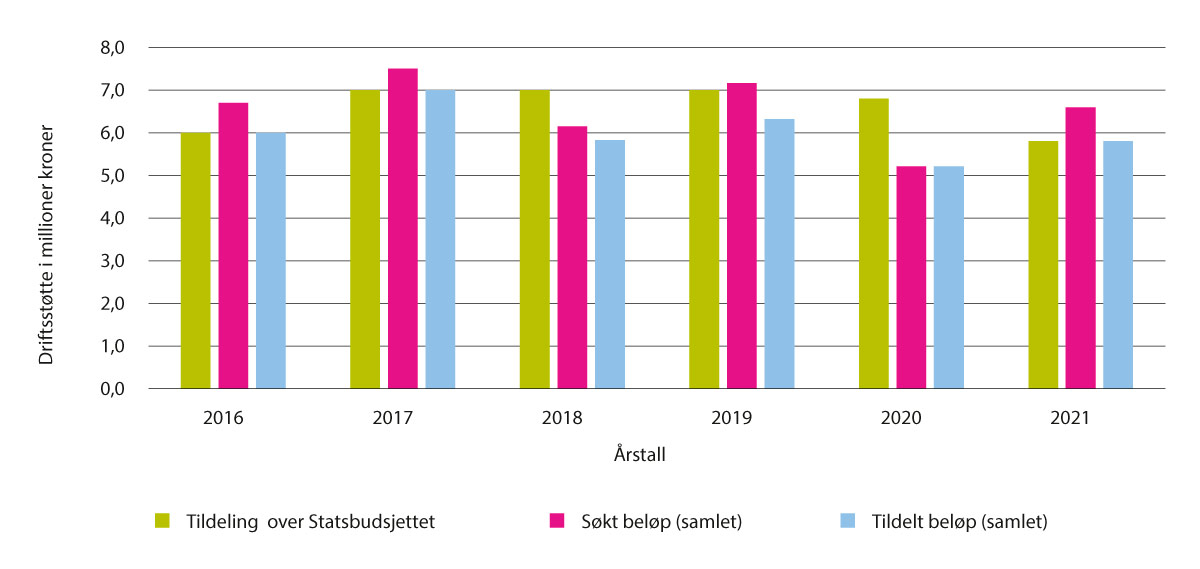 8,0
7,0
6,0
5,0
4,0
3,0
2,0
1,0
0,0
Driftsstøtte i millioner kroner
2016 2017 2018 2019 2020 2021
Årstall
Tildeling over Statsbudsjettet Søkt beløp (samlet) Tildelt beløp (samlet)